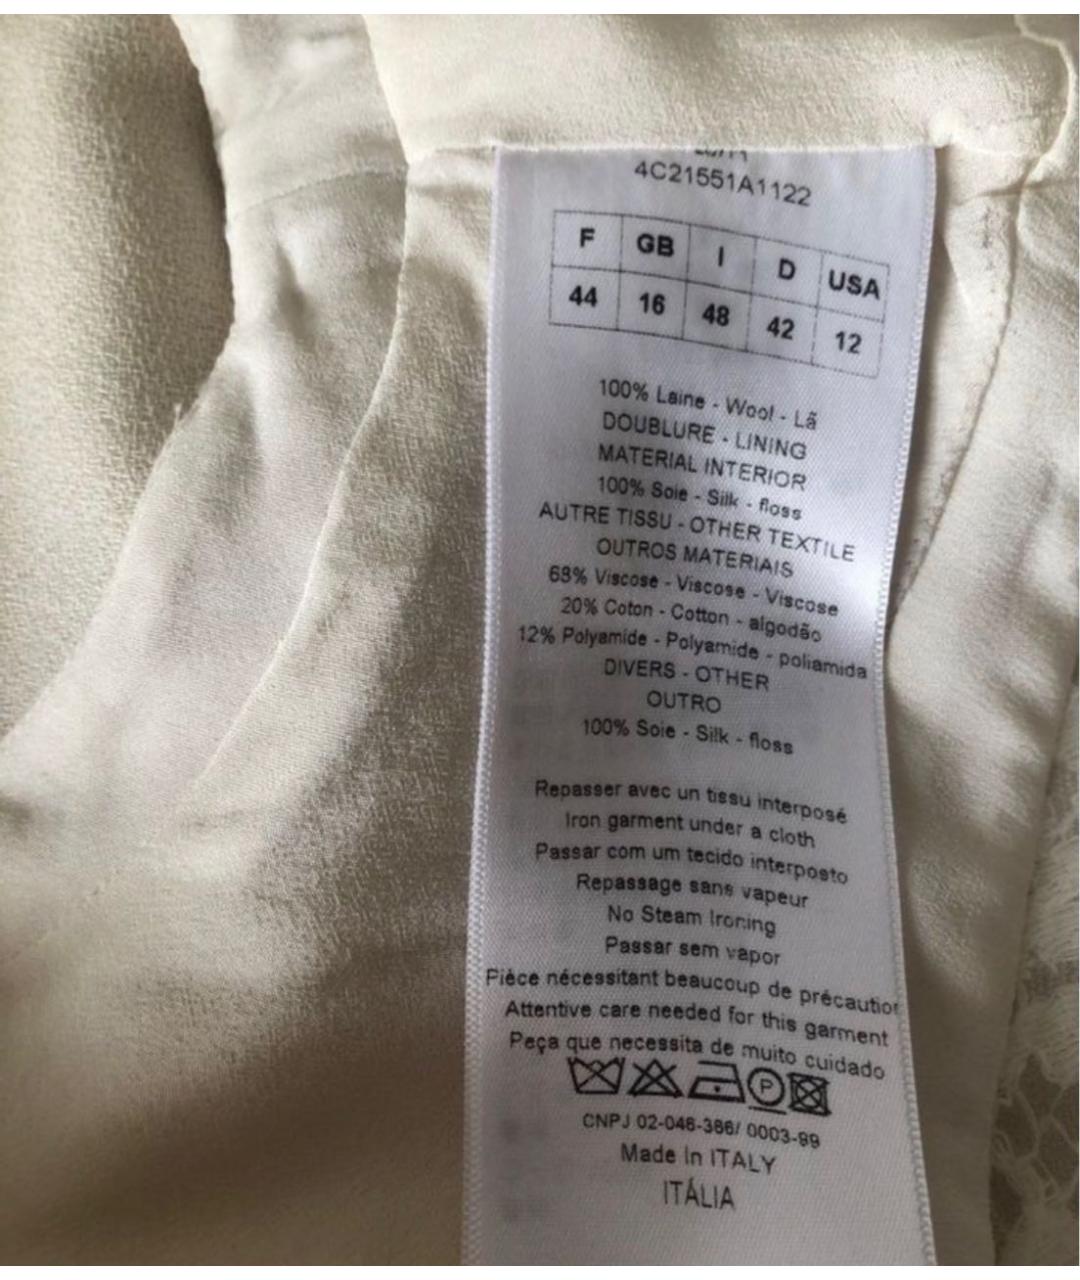 4C21551A1122
F GB I D USA
44 16 48 42 12
100% Laine - Wool - Lã
DOUBLURE - LINING
MATERIAL INTERIOR
100% Soie - Silk - floss
AUTRE TISSU - OTHER TEXTILE
OUTROS MATERIAIS
68% Viscose - Viscose - Viscose
20% Coton - Cotton - algodão
12% Polyamide - Polyamide - poliamida
DIVERS - OTHER
OUTRO
100% Soie - Silk - floss
Repasser avec un tissu interposé
Iron garment under a cloth
Passar com um tecido interposto
Repassage sans vapeur
No Steam Ironing
Passar sem vapor
Pièce nécessitant beaucoup de précaution
Attentive care needed for this garment
Peça que necessita de muito cuidado
P
CNPJ 02-046-386/ 0003-99
Made in ITALY
ITÁLIA